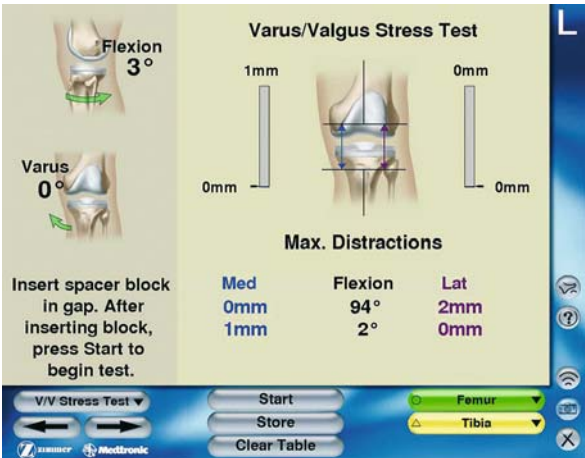 Flexion
3°
Varus
0°
Insert spacer block
in gap. After
inserting block,
press Start to
begin test.
Varus/Valgus Stress Test
L
1mm
0mm
0mm
0mm
Max. Distractions
Med Flexion Lat
0mm 94° 2mm
1mm 2° 0mm
V/V Stress Test
Start
Store
Clear Table
Femur
Tibia
zimmer Medtronic
?
X